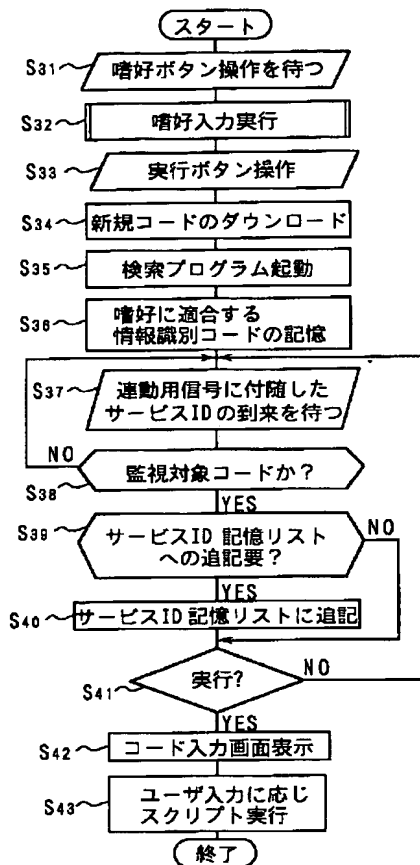 スタート
S31
嗜好ボタン操作を待つ
S32
嗜好入力実行
S33
実行ボタン操作
S34
新規コードのダウンロード
S35
検索プログラム起動
S36
嗜好に適合する
情報識別コードの記憶
S37
連動用信号に付随した
サービスIDの到来を待つ
NO
S38
監視対象コードか？
YES
S39
サービスID 記憶リスト
への追記要？
NO
YES
S40
サービスID 記憶リストに追記
S41
実行?
NO
YES
S42
コード入力画面表示
S43
ユーザ入力に応じ
スクリプト実行
終了